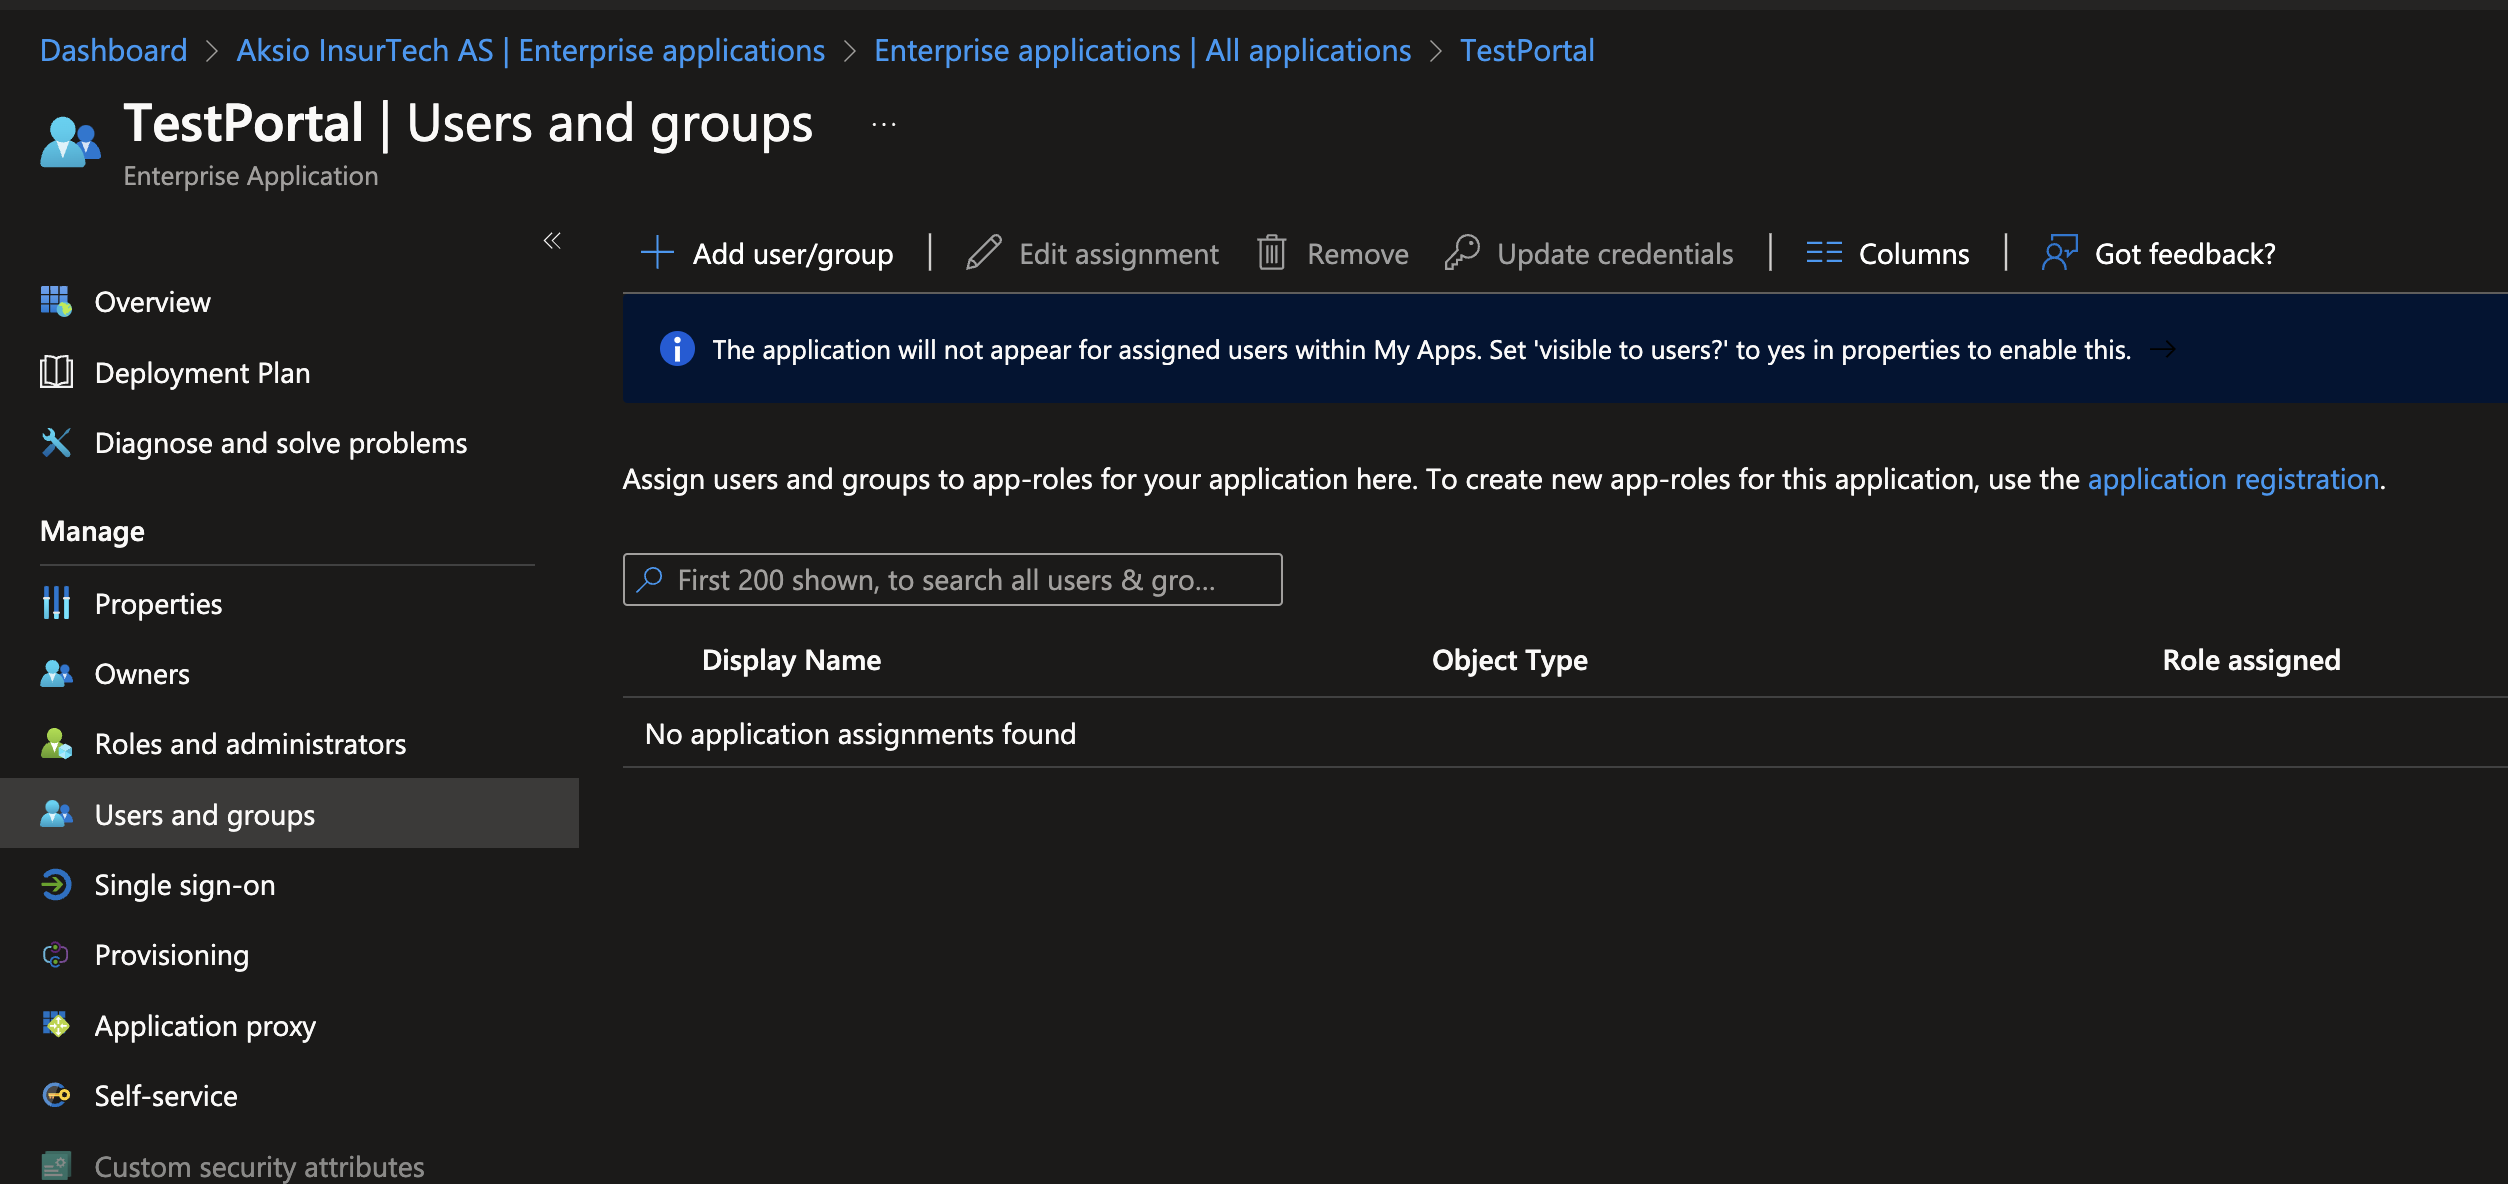 Dashboard > Aksio InsurTech AS | Enterprise applications > Enterprise applications | All applications > TestPortal
TestPortal | Users and groups ...
Enterprise Application
Overview
Deployment Plan
Diagnose and solve problems
Manage
Properties
Owners
Roles and administrators
Users and groups
Single sign-on
Provisioning
Application proxy
Self-service
Custom security attributes
Add user/group | Edit assignment Remove Update credentials | Columns | Got feedback?
The application will not appear for assigned users within My Apps. Set 'visible to users?' to yes in properties to enable this. →
Assign users and groups to app-roles for your application here. To create new app-roles for this application, use the application registration.
First 200 shown, to search all users & gro...
Display Name Object Type Role assigned
No application assignments found